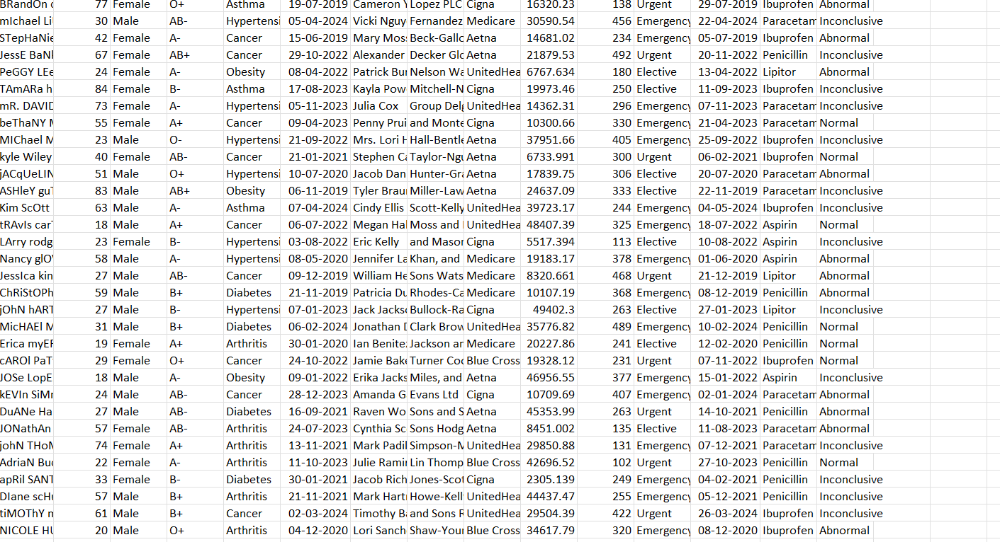 BRandOn 77 Female O+ Asthma 19-07-2019 Cameron Y Lopez PLC Cigna 16320.23 138 Urgent 29-07-2019 Ibuprofen Abnormal
mIchael Li 30 Male AB- Hypertensi 05-04-2024 Vicki Nguy Fernandez Medicare 30590.54 456 Emergency 22-04-2024 Paracetam Inconclusive
STepHaNie 42 Female A- Cancer 15-06-2019 Mary Mos Beck-Gallo Aetna 14681.02 234 Emergency 05-07-2019 Ibuprofen Abnormal
JessE BaNl 67 Female AB+ Cancer 29-10-2022 Alexander Decker Glo Aetna 21879.53 492 Urgent 20-11-2022 Penicillin Inconclusive
PeGGY LEe 24 Female A- Obesity 08-04-2022 Patrick Bu Nelson Wa UnitedHea 6767.634 180 Elective 13-04-2022 Lipitor Abnormal
TAmARa h 84 Female B- Asthma 17-08-2023 Kayla Pow Mitchell-N Cigna 19973.46 250 Elective 11-09-2023 Ibuprofen Inconclusive
mR. DAVID 73 Female A- Hypertensi 05-11-2023 Julia Cox Group Delg UnitedHea 14362.31 296 Emergency 07-11-2023 Paracetam Inconclusive
beThaNY M 55 Female A+ Cancer 09-04-2023 Penny Prui and Monte Cigna 10300.66 330 Emergency 21-04-2023 Paracetam Normal
MIChael M 23 Male O- Hypertensi 21-09-2022 Mrs. Lori H Hall-Bentle Aetna 37951.66 405 Emergency 25-09-2022 Ibuprofen Inconclusive
kyle Wiley 40 Female AB- Cancer 21-01-2021 Stephen Ca Taylor-Ngu Aetna 6733.991 300 Urgent 06-02-2021 Ibuprofen Normal
jACqUeLIN 51 Male O+ Hypertensi 10-07-2020 Jacob Dan Hunter-Gra Aetna 17839.75 306 Elective 20-07-2020 Paracetam Abnormal
ASHleY guT 83 Male AB+ Obesity 06-11-2019 Tyler Brau Miller-Law Aetna 24637.09 333 Elective 22-11-2019 Paracetam Inconclusive
Kim ScOtt 63 Male A- Asthma 07-04-2024 Cindy Ellis Scott-Kelly UnitedHea 39723.17 244 Emergency 04-05-2024 Ibuprofen Inconclusive
tRAvIs car 18 Male A+ Cancer 06-07-2022 Megan Hal Moss and UnitedHea 48407.39 325 Emergency 18-07-2022 Aspirin Normal
LArry rodg 23 Female B- Hypertensi 03-08-2022 Eric Kelly and Mason Cigna 5517.394 113 Elective 10-08-2022 Aspirin Inconclusive
Nancy glO 58 Male A- Hypertensi 08-05-2020 Jennifer La Khan, and Medicare 19183.17 378 Emergency 01-06-2020 Aspirin Abnormal
JessIca kin 27 Male AB- Cancer 09-12-2019 William He Sons Wats Medicare 8320.661 468 Urgent 21-12-2019 Lipitor Abnormal
ChRiStOPh 59 Male B+ Diabetes 21-11-2019 Patricia Du Rhodes-Ca Medicare 10107.19 368 Emergency 08-12-2019 Penicillin Abnormal
jOhN hART 27 Male B- Hypertensi 07-01-2023 Jack Jackso Bullock-Ra Cigna 49402.3 263 Elective 27-01-2023 Lipitor Inconclusive
MicHAEl M 31 Male B+ Diabetes 06-02-2024 Jonathan Clark Brow UnitedHea 35776.82 489 Emergency 10-02-2024 Penicillin Normal
Erica myEF 19 Female A+ Arthritis 30-01-2020 Ian Benite Jackson an Medicare 20227.86 241 Elective 12-02-2020 Penicillin Normal
cAROl PaT 29 Female O+ Cancer 24-10-2022 Jamie Bake Turner Coo Blue Cross 19328.12 231 Urgent 07-11-2022 Ibuprofen Normal
JOSe LopE 18 Male A- Obesity 09-01-2022 Erika Jacks Miles, and Aetna 46956.55 377 Emergency 15-01-2022 Aspirin Inconclusive
kEVIn SiM 24 Male AB- Cancer 28-12-2023 Amanda G Evans Ltd Cigna 10709.69 407 Emergency 02-01-2024 Paracetam Abnormal
DuANe Ha 27 Male AB- Diabetes 16-09-2021 Raven Wo Sons and S Aetna 45353.99 263 Urgent 14-10-2021 Penicillin Abnormal
JONathAn 57 Female AB- Arthritis 24-07-2023 Cynthia Sc Sons Hodg Aetna 8451.002 135 Elective 11-08-2023 Paracetam Abnormal
johN THoM 74 Female A+ Arthritis 13-11-2021 Mark Padil Simpson-M UnitedHea 29850.88 131 Emergency 07-12-2021 Paracetam Inconclusive
AdriaN Bu 22 Female A- Arthritis 11-10-2023 Julie Rami Lin Thomp Blue Cross 42696.52 102 Urgent 27-10-2023 Penicillin Normal
apRil SANT 33 Female B- Diabetes 30-01-2021 Jacob Rich Jones-Scot Cigna 2305.139 249 Emergency 04-02-2021 Penicillin Inconclusive
DIane scHu 57 Male B+ Arthritis 21-11-2021 Mark Hart Howe-Kell UnitedHea 44437.47 255 Emergency 05-12-2021 Penicillin Inconclusive
tiMOThY 61 Male B+ Cancer 02-03-2024 Timothy Ba and Sons R UnitedHea 29504.39 422 Urgent 26-03-2024 Ibuprofen Inconclusive
NICOLE HU 20 Male O+ Arthritis 04-12-2020 Lori Sanch Shaw-You Blue Cross 34617.79 320 Emergency 08-12-2020 Ibuprofen Abnormal